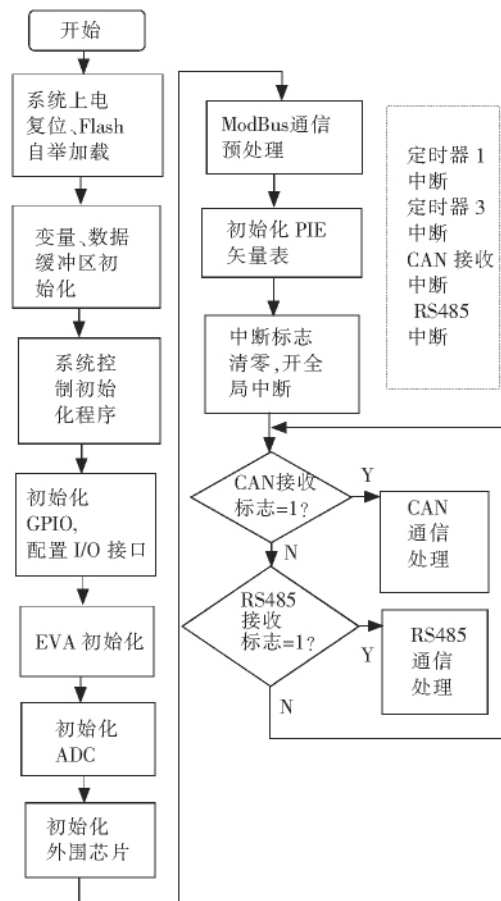 开始
系统上电
复位、Flash
自举加载
变量、数据
缓冲区初
始化
系统控
制初始
化程序
初始化
GPIO,
配置 I/O 接口
EVA 初始化
初始化
ADC
初始化
外围芯片
ModBus通信
预处理
初始化 PIE
矢量表
中断标志
清零,开全
局中断
CAN接收
标志=1?
Y
N
CAN
通信
处理
RS485
接收
标志=1?
Y
N
RS485
通信
处理
定时器 1
中断
定时器 3
中断
CAN 接收
中断
RS485
中断